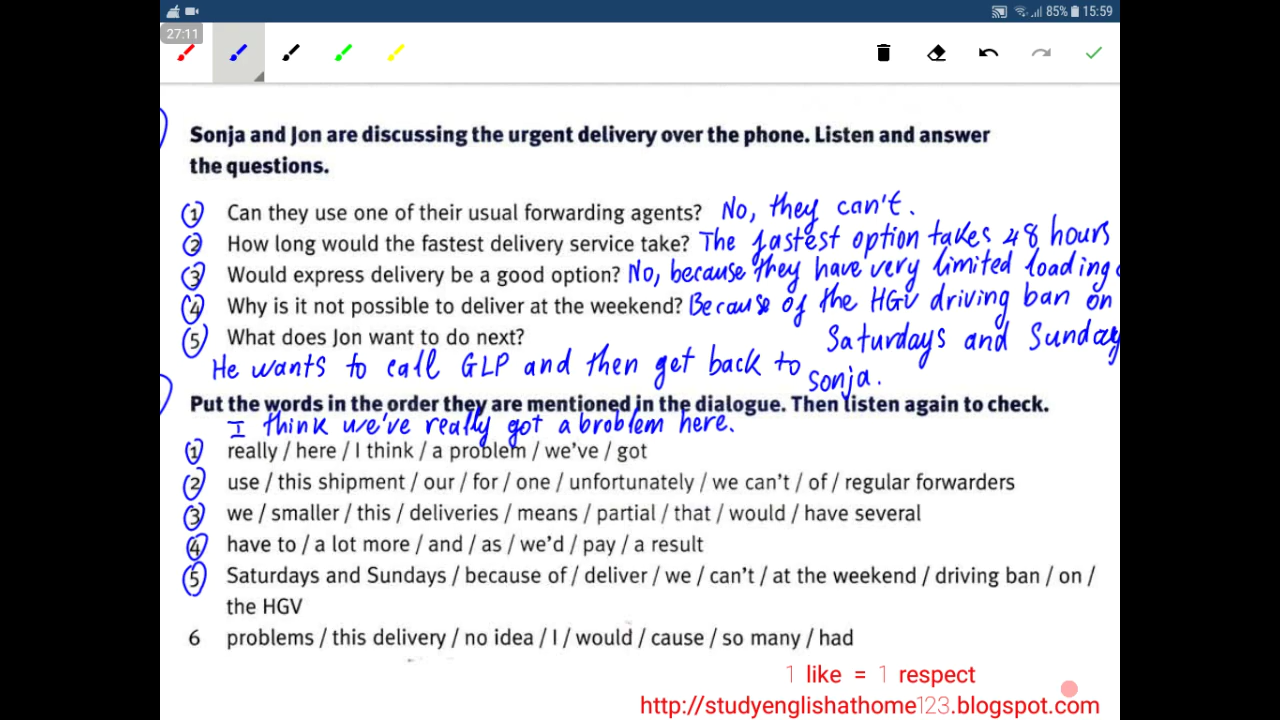 85% 15:59
27:11
Sonja and Jon are discussing the urgent delivery over the phone. Listen and answer
the questions.
1 Can they use one of their usual forwarding agents? No, they can't.
2 How long would the fastest delivery service take? The fastest option takes 48 hours
3 Would express delivery be a good option? No, because they have very limited loading
4 Why is it not possible to deliver at the weekend? Because of the HGV driving ban on
5 What does Jon want to do next? Saturdays and Sunday
He wants to call GLP and then get back to
Sonja.
Put the words in the order they are mentioned in the dialogue. Then listen again to check.
I think we've really got a broblem here.
1 really / here / I think / a problem / we've / got
2 use / this shipment / our / for / one / unfortunately / we can't / of / regular forwarders
3 we / smaller / this / deliveries / means / partial / that / would / have several
4 have to / a lot more / and / as / we'd / pay / a result
5 Saturdays and Sundays / because of / deliver / we / can't / at the weekend / driving ban / on /
the HGV
6 problems / this delivery / no idea / I / would / cause / so many / had
1 like = 1 respect
http://studyenglishathome123.blogspot.com